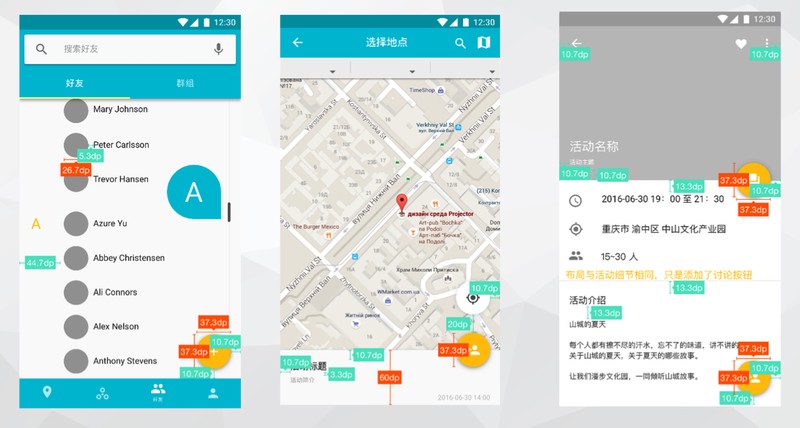 12:30
搜索好友
好友
群组
Mary Johnson
Peter Carlsson
5.3dp
26.7dp
Trevor Hansen
A
A
Azure Yu
44.7dp
Abbey Christensen
Ali Connors
Alex Nelson
37.3dp
37.3dp
10.7dp
Anthony Stevens
10.7dp
好友
12:30
选择地点
TimeShop
Verkhniy Val St
вул. Верхній Вал
Yaroslavska St
Kostiantynivska St
Verkhnii Val St
улица Нижний Вал
дизайн среда Projector
Art-pub "Bochka"
на Подолі
Арт-паб "Бочка"
на Подолі
The Burger Mexico
Нижній Вал St
Храм Миколи Притиска
WMarket.com.ua
Житній ринок
10.7dp
20dp
37.3dp
10.7dp
10.7dp
标题
3.3dp
活动简介
60dp
2016-06-30 14:00
12:30
10.7dp
10.7dp
活动名称
活动主题
10.7dp
10.7dp
37.3dp
13.3dp
10.7dp
37.3dp
2016-06-30 19：00 至 21：30
重庆市 渝中区 中山文化产业园
15~30 人
布局与活动细节相同，只是添加了讨论按钮
13.3dp
活动介绍
13.3dp
山城的夏天
每个人都有擦不尽的汗水，忘不了的味道，讲不讲的
关于山城的夏天、关于夏天的哪些故事。
37.3dp
37.3dp
10.7dp
让我们漫步文化园，一同倾听山城故事。
10.7dp